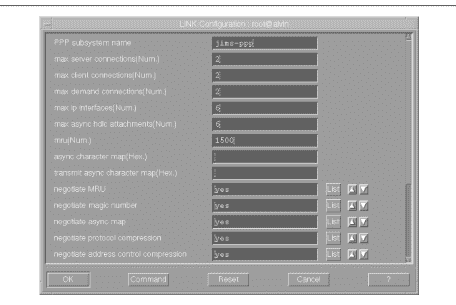 LINK Configuration : root@alvin
PPP subsystem name jims-ppp
max server connections(Num.) 2
max client connections(Num.) 2
max demand connections(Num.) 2
max ip interfaces(Num.) 6
max async hdlc attachments(Num.) 6
mru(Num.) 1500
async character map(Hex.)
transmit async character map(Hex.)
negotiate MRU yes List
negotiate magic number yes List
negotiate async map yes List
negotiate protocol compression yes List
negotiate address control compression yes List
OK Command Reset Cancel ?